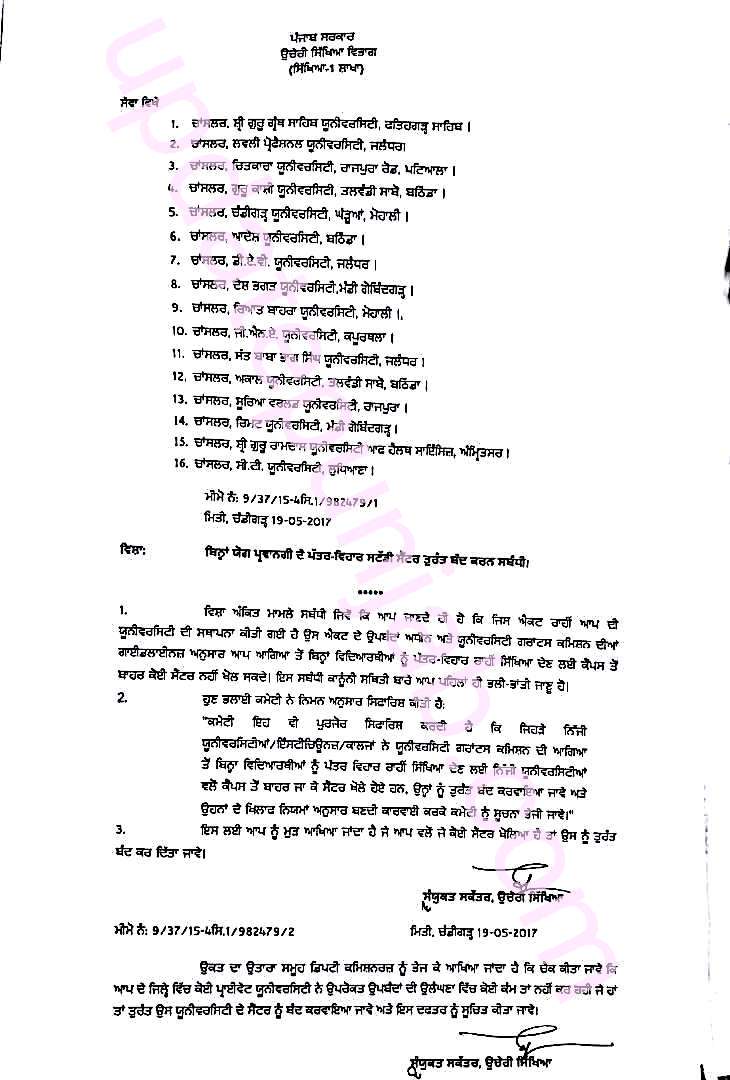 ਪੰਜਾਬ ਸਰਕਾਰ
ਉਚੇਰੀ ਸਿੱਖਿਆ ਵਿਭਾਗ
(ਸਿੱਖਿਆ-1 ਸ਼ਾਖਾ)
ਸੇਵਾ ਵਿਖੇ
1. ਚਾਂਸਲਰ, ਸ਼੍ਰੀ ਗੁਰੂ ਗ੍ਰੰਥ ਸਾਹਿਬ ਯੂਨੀਵਰਸਿਟੀ, ਫਤਿਹਗੜ੍ਹ ਸਾਹਿਬ ।
2. ਚਾਂਸਲਰ, ਲਵਲੀ ਪ੍ਰੋਫੈਸ਼ਨਲ ਯੂਨੀਵਰਸਿਟੀ, ਜਲੰਧਰ।
3. ਚਾਂਸਲਰ, ਚਿਤਕਾਰਾ ਯੂਨੀਵਰਸਿਟੀ, ਰਾਜਪੁਰਾ ਰੋਡ, ਪਟਿਆਲਾ ।
4. ਚਾਂਸਲਰ, ਗੁਰੂ ਕਾਸ਼ੀ ਯੂਨੀਵਰਸਿਟੀ, ਤਲਵੰਡੀ ਸਾਬੋ, ਬਠਿੰਡਾ ।
5. ਚਾਂਸਲਰ, ਚੰਡੀਗੜ੍ਹ ਯੂਨੀਵਰਸਿਟੀ, ਘੜੂੰਆਂ, ਮੋਹਾਲੀ ।
6. ਚਾਂਸਲਰ, ਆਦੇਸ਼ ਯੂਨੀਵਰਸਿਟੀ, ਬਠਿੰਡਾ ।
7. ਚਾਂਸਲਰ, ਡੀ.ਏ.ਵੀ. ਯੂਨੀਵਰਸਿਟੀ, ਜਲੰਧਰ ।
8. ਚਾਂਸਲਰ, ਦੇਸ਼ ਭਗਤ ਯੂਨੀਵਰਸਿਟੀ,ਮੰਡੀ ਗੋਬਿੰਦਗੜ੍ਹ ।
9. ਚਾਂਸਲਰ, ਰਿਆਤ ਬਾਹਰਾ ਯੂਨੀਵਰਸਿਟੀ, ਮੋਹਾਲੀ ।.
10. ਚਾਂਸਲਰ, ਜੀ.ਐਨ.ਏ. ਯੂਨੀਵਰਸਿਟੀ, ਕਪੂਰਥਲਾ ।
11. ਚਾਂਸਲਰ, ਸੰਤ ਬਾਬਾ ਭਾਗ ਸਿੰਘ ਯੂਨੀਵਰਸਿਟੀ, ਜਲੰਧਰ ।
12. ਚਾਂਸਲਰ, ਅਕਾਲ ਯੂਨੀਵਰਸਿਟੀ, ਤਲਵੰਡੀ ਸਾਬੋ, ਬਠਿੰਡਾ ।
13. ਚਾਂਸਲਰ, ਸੂਰਿਆ ਵਰਲਡ ਯੂਨੀਵਰਸਿਟੀ, ਰਾਜਪੁਰਾ ।
14. ਚਾਂਸਲਰ, ਰਿਮਟ ਯੂਨੀਵਰਸਿਟੀ, ਮੰਡੀ ਗੋਬਿੰਦਗੜ੍ਹ ।
15. ਚਾਂਸਲਰ, ਸ਼੍ਰੀ ਗੁਰੂ ਰਾਮਦਾਸ ਯੂਨੀਵਰਸਿਟੀ ਆਫ ਹੈਲਥ ਸਾਇੰਸਿਜ਼, ਅੰਮ੍ਰਿਤਸਰ ।
16. ਚਾਂਸਲਰ, ਸੀ.ਟੀ. ਯੂਨੀਵਰਸਿਟੀ, ਲੁਧਿਆਣਾ ।
ਮੀਮੋ ਨੰ: 9/37/15-4ਸਿ.1/982479/1
ਮਿਤੀ, ਚੰਡੀਗੜ੍ਹ 19-05-2017
ਵਿਸ਼ਾ: ਬਿਨ੍ਹਾਂ ਯੋਗ ਪ੍ਰਵਾਨਗੀ ਦੇ ਪੱਤਰ-ਵਿਹਾਰ ਸਟੱਡੀ ਸੈਂਟਰ ਤੁਰੰਤ ਬੰਦ ਕਰਨ ਸਬੰਧੀ।
*****
1. ਵਿਸ਼ਾ ਅੰਕਿਤ ਮਾਮਲੇ ਸਬੰਧੀ ਜਿਵੇਂ ਕਿ ਆਪ ਜਾਣਦੇ ਹੀ ਹੋ ਕਿ ਜਿਸ ਐਕਟ ਰਾਹੀਂ ਆਪ ਦੀ
ਯੂਨੀਵਰਸਿਟੀ ਦੀ ਸਥਾਪਨਾ ਕੀਤੀ ਗਈ ਹੈ ਉਸ ਐਕਟ ਦੇ ਉਪਬੰਦਾਂ ਅਧੀਨ ਅਤੇ ਯੂਨੀਵਰਸਿਟੀ ਗਰਾਂਟਸ ਕਮਿਸ਼ਨ ਦੀਆਂ
ਗਾਈਡਲਾਈਨਜ਼ ਅਨੁਸਾਰ ਆਪ ਆਗਿਆ ਤੋਂ ਬਿਨ੍ਹਾਂ ਵਿਦਿਆਰਥੀਆਂ ਨੂੰ ਪੱਤਰ-ਵਿਹਾਰ ਰਾਹੀਂ ਸਿੱਖਿਆ ਦੇਣ ਲਈ ਕੈਂਪਸ ਤੋਂ
ਬਾਹਰ ਕੋਈ ਸੈਂਟਰ ਨਹੀਂ ਖੋਲ ਸਕਦੇ। ਇਸ ਸਬੰਧੀ ਕਾਨੂੰਨੀ ਸਥਿਤੀ ਬਾਰੇ ਆਪ ਪਹਿਲਾਂ ਹੀ ਭਲੀ-ਭਾਂਤੀ ਜਾਣੂ ਹੋ।
2. ਹੁਣ ਭਲਾਈ ਕਮੇਟੀ ਨੇ ਨਿਮਨ ਅਨੁਸਾਰ ਸਿਫਾਰਿਸ਼ ਕੀਤੀ ਹੈ:
"ਕਮੇਟੀ ਇਹ ਵੀ ਪੁਰਜ਼ੋਰ ਸਿਫਾਰਿਸ਼ ਕਰਦੀ ਹੈ ਕਿ ਜਿਹੜੇ ਨਿੱਜੀ
ਯੂਨੀਵਰਸਿਟੀਆਂ/ਇੰਸਟੀਚਿਊਨਜ਼/ਕਾਲਜਾਂ ਨੇ ਯੂਨੀਵਰਸਿਟੀ ਗਰਾਂਟਸ ਕਮਿਸ਼ਨ ਦੀ ਆਗਿਆ
ਤੋਂ ਬਿਨ੍ਹਾ ਵਿਦਿਆਰਥੀਆਂ ਨੂੰ ਪੱਤਰ ਵਿਹਾਰ ਰਾਹੀਂ ਸਿੱਖਿਆ ਦੇਣ ਲਈ ਨਿੱਜੀ ਯੂਨੀਵਰਸਿਟੀਆਂ
ਵਲੋਂ ਕੈਂਪਸ ਤੋਂ ਬਾਹਰ ਜਾ ਕੇ ਸੈਂਟਰ ਖੋਲੇ ਹੋਏ ਹਨ, ਉਨ੍ਹਾਂ ਨੂੰ ਤੁਰੰਤ ਬੰਦ ਕਰਵਾਇਆ ਜਾਵੇ ਅਤੇ
ਉਹਨਾਂ ਦੇ ਖਿਲਾਫ ਨਿਯਮਾਂ ਅਨੁਸਾਰ ਬਣਦੀ ਕਾਰਵਾਈ ਕਰਕੇ ਕਮੇਟੀ ਨੂੰ ਸੂਚਨਾ ਭੇਜੀ ਜਾਵੇ।"
3. ਇਸ ਲਈ ਆਪ ਨੂੰ ਮੁੜ ਆਖਿਆ ਜਾਂਦਾ ਹੈ ਜੇ ਆਪ ਵਲੋਂ ਜੇ ਕੋਈ ਸੈਂਟਰ ਖੋਲਿਆ ਹੈ ਤਾਂ ਉਸ ਨੂੰ ਤੁਰੰਤ
ਬੰਦ ਕਰ ਦਿੱਤਾ ਜਾਵੇ।
ਸੰਯੁਕਤ ਸਕੱਤਰ, ਉਚੇਰੀ ਸਿੱਖਿਆ
ਮੀਮੋ ਨੰ: 9/37/15-4ਸਿ.1/982479/2 ਮਿਤੀ, ਚੰਡੀਗੜ੍ਹ 19-05-2017
ਉਕਤ ਦਾ ਉਤਾਰਾ ਸਮੂਹ ਡਿਪਟੀ ਕਮਿਸ਼ਨਰਜ਼ ਨੂੰ ਭੇਜ ਕੇ ਆਖਿਆ ਜਾਂਦਾ ਹੈ ਕਿ ਚੈਕ ਕੀਤਾ ਜਾਵੇ ਕਿ
ਆਪ ਦੇ ਜਿਲ੍ਹੇ ਵਿੱਚ ਕੋਈ ਪ੍ਰਾਈਵੇਟ ਯੂਨੀਵਰਸਿਟੀ ਨੇ ਉਪਰੋਕਤ ਉਪਬੰਦਾਂ ਦੀ ਉਲੰਘਣਾ ਵਿੱਚ ਕੋਈ ਕੰਮ ਤਾਂ ਨਹੀਂ ਕਰ ਰਹੀ ਜੇ ਹਾਂ
ਤਾਂ ਤੁਰੰਤ ਉਸ ਯੂਨੀਵਰਸਿਟੀ ਦੇ ਸੈਂਟਰ ਨੂੰ ਬੰਦ ਕਰਵਾਇਆ ਜਾਵੇ ਅਤੇ ਇਸ ਦਫਤਰ ਨੂੰ ਸੂਚਿਤ ਕੀਤਾ ਜਾਵੇ।
ਸੰਯੁਕਤ ਸਕੱਤਰ, ਉਚੇਰੀ ਸਿੱਖਿਆ